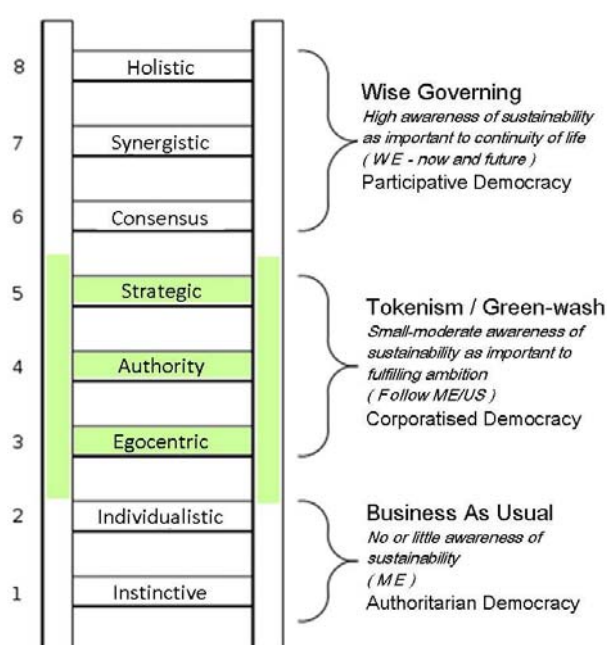 8 Holistic
7 Synergistic
6 Consensus
Wise Governing
High awareness of sustainability
as important to continuity of life
( WE - now and future )
Participative Democracy
5 Strategic
4 Authority
3 Egocentric
Tokenism / Green-wash
Small-moderate awareness of
sustainability as important to
fulfilling ambition
( Follow ME/US )
Corporatised Democracy
2 Individualistic
1 Instinctive
Business As Usual
No or little awareness of
sustainability
( ME )
Authoritarian Democracy